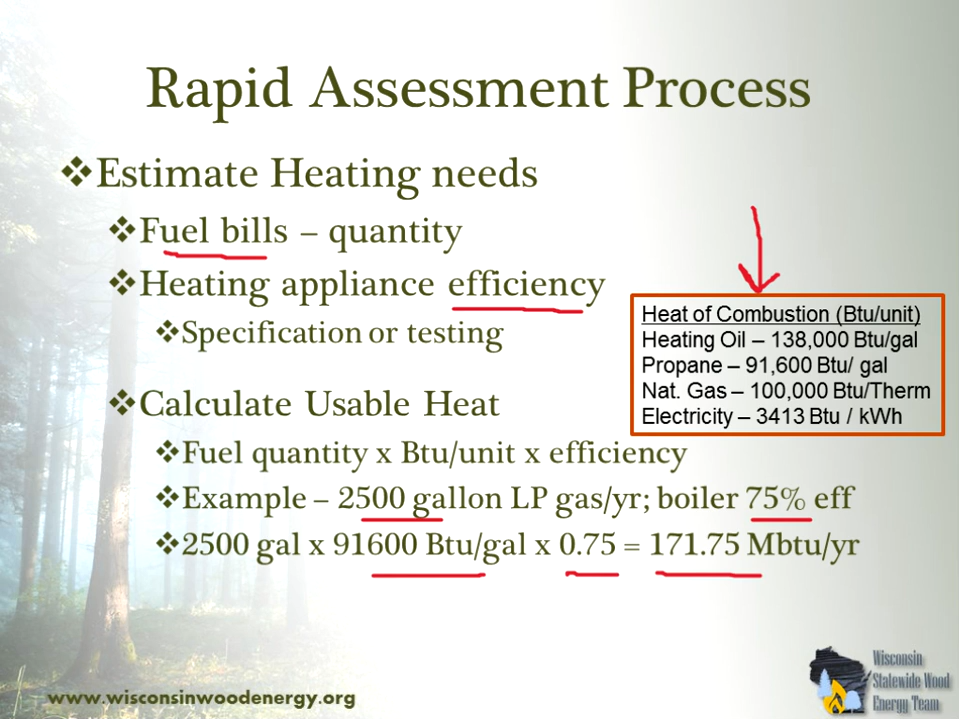 Rapid Assessment Process
❖Estimate Heating needs
❖Fuel bills – quantity
❖Heating appliance efficiency
❖Specification or testing
Heat of Combustion (Btu/unit)
Heating Oil – 138,000 Btu/gal
Propane – 91,600 Btu/ gal
Nat. Gas – 100,000 Btu/Therm
Electricity – 3413 Btu / kWh
❖Calculate Usable Heat
❖Fuel quantity x Btu/unit x efficiency
❖Example – 2500 gallon LP gas/yr; boiler 75% eff
❖2500 gal x 91600 Btu/gal x 0.75 = 171.75 Mbtu/yr
www.wisconsinwoodenergy.org
Wisconsin
Statewide Wood
Energy Team